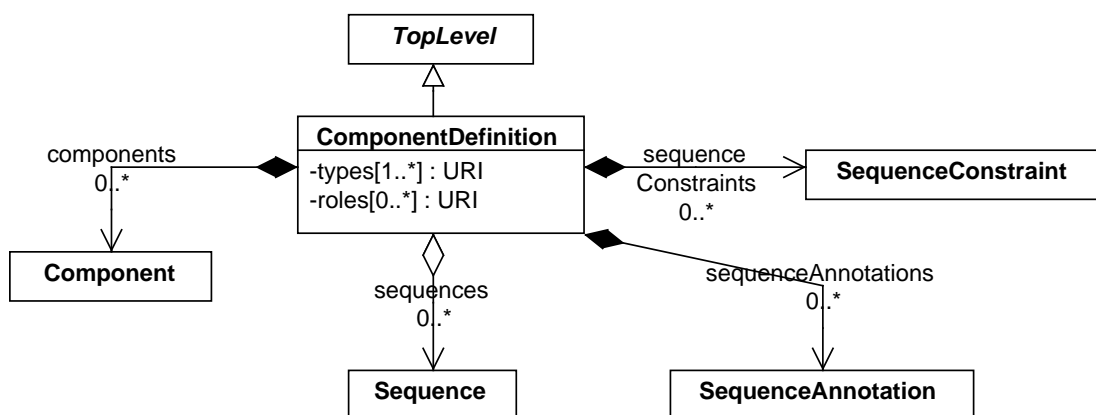 TopLevel
ComponentDefinition
-types[1..*] : URI
-roles[0..*] : URI
components
0..*
sequence
Constraints
0..*
SequenceConstraint
Component
sequences
0..*
sequenceAnnotations
0..*
Sequence
SequenceAnnotation